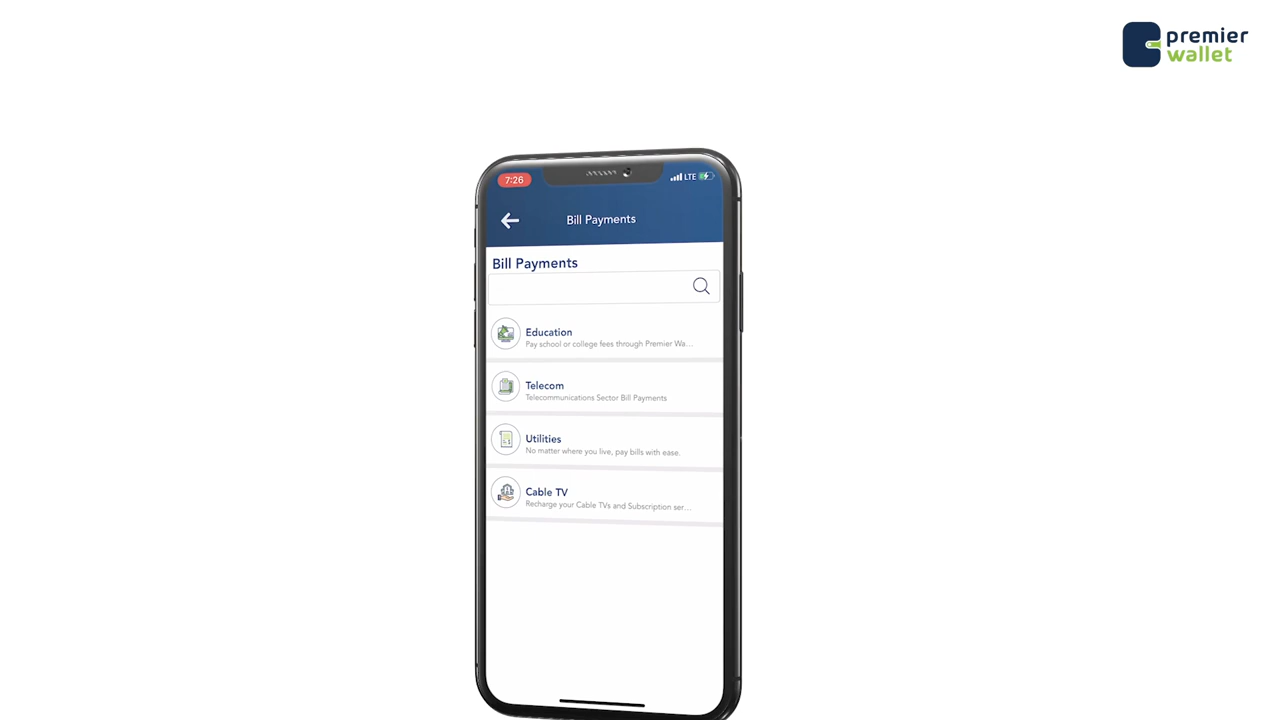 premier
wallet
7:26
LTE
Bill Payments
Bill Payments
Education
Pay school or college fees through Premier Wa...
Telecom
Telecommunications Sector Bill Payments
Utilities
No matter where you live, pay bills with ease.
Cable TV
Recharge your Cable TVs and Subscription ser...